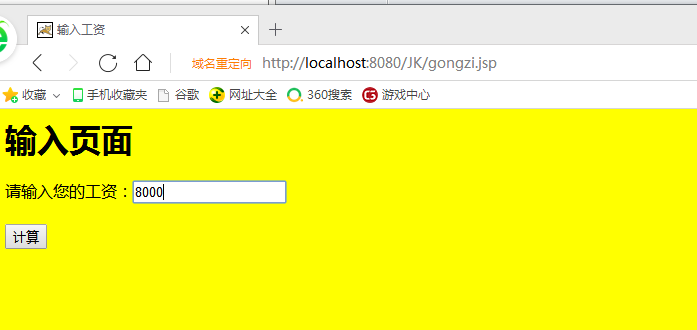 输入工资
域名重定向 http://localhost:8080/JK/gongzi.jsp
收藏 手机收藏夹 谷歌 网址大全 360搜索 游戏中心
输入页面
请输入您的工资：8000
计算